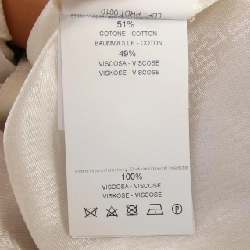 51%
COTONE - COTTON
BAUMWOLLE - COTON
49%
VISCOSA - VISCOSE
VISKOSE - VISCOSE
100%
VISCOSA - VISCOSE
VISKOSE - VISCOSE